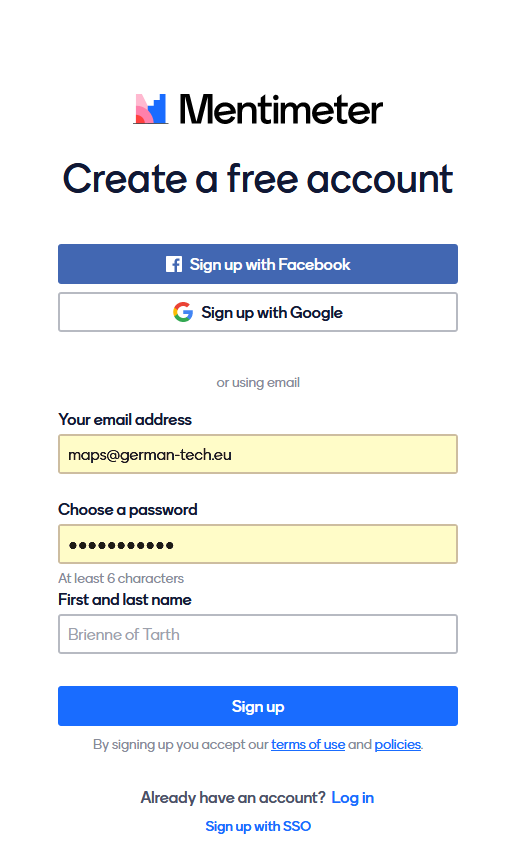 Mentimeter
Create a free account
Sign up with Facebook
Sign up with Google
or using email
Your email address
maps@german-tech.eu
Choose a password
●●●●●●●●●●●
At least 6 characters
First and last name
Brienne of Tarth
Sign up
By signing up you accept our terms of use and policies.
Already have an account? Log in
Sign up with SSO